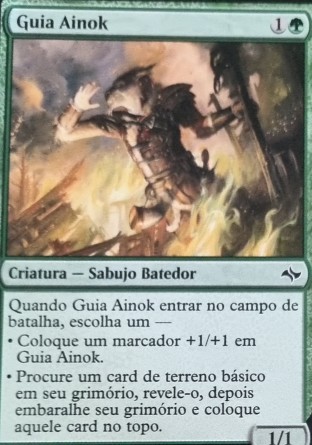 Guia Ainok 1
Criatura — Sabujo Batedor
Quando Guia Ainok entrar no campo de
batalha, escolha um —
• Coloque um marcador +1/+1 em
Guia Ainok.
• Procure um card de terreno básico
em seu grimório, revele-o, depois
embaralhe seu grimório e coloque
aquele card no topo.
1/1